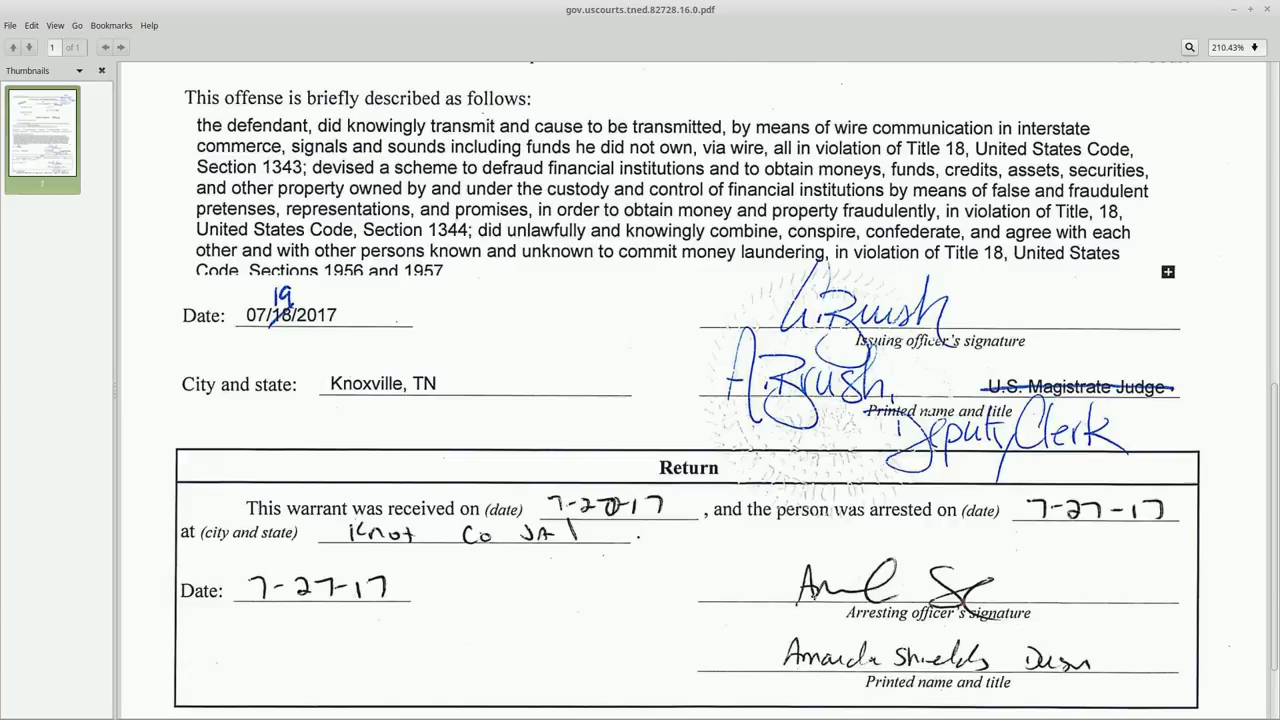 gov.uscourts.tned.82728.16.0.pdf
File Edit View Go Bookmarks Help
1 of 1 210.43%
Thumbnails
This offense is briefly described as follows:
the defendant, did knowingly transmit and cause to be transmitted, by means of wire communication in interstate
commerce, signals and sounds including funds he did not own, via wire, all in violation of Title 18, United States Code,
Section 1343; devised a scheme to defraud financial institutions and to obtain moneys, funds, credits, assets, securities,
and other property owned by and under the custody and control of financial institutions by means of false and fraudulent
pretenses, representations, and promises, in order to obtain money and property fraudulently, in violation of Title, 18,
United States Code, Section 1344; did unlawfully and knowingly combine, conspire, confederate, and agree with each
other and with other persons known and unknown to commit money laundering, in violation of Title 18, United States
Code, Sections 1956 and 1957
19
Date: 07/18/2017
A. Brush
Issuing officer's signature
City and state: Knoxville, TN
A. Brush, U.S. Magistrate Judge
Printed name and title
Deputy Clerk
Return
This warrant was received on (date) 7-27-17, and the person was arrested on (date) 7-27-17
at (city and state) Knox Co Jail.
Date: 7-27-17
Arresting officer's signature
Amanda Shields
Printed name and title
1